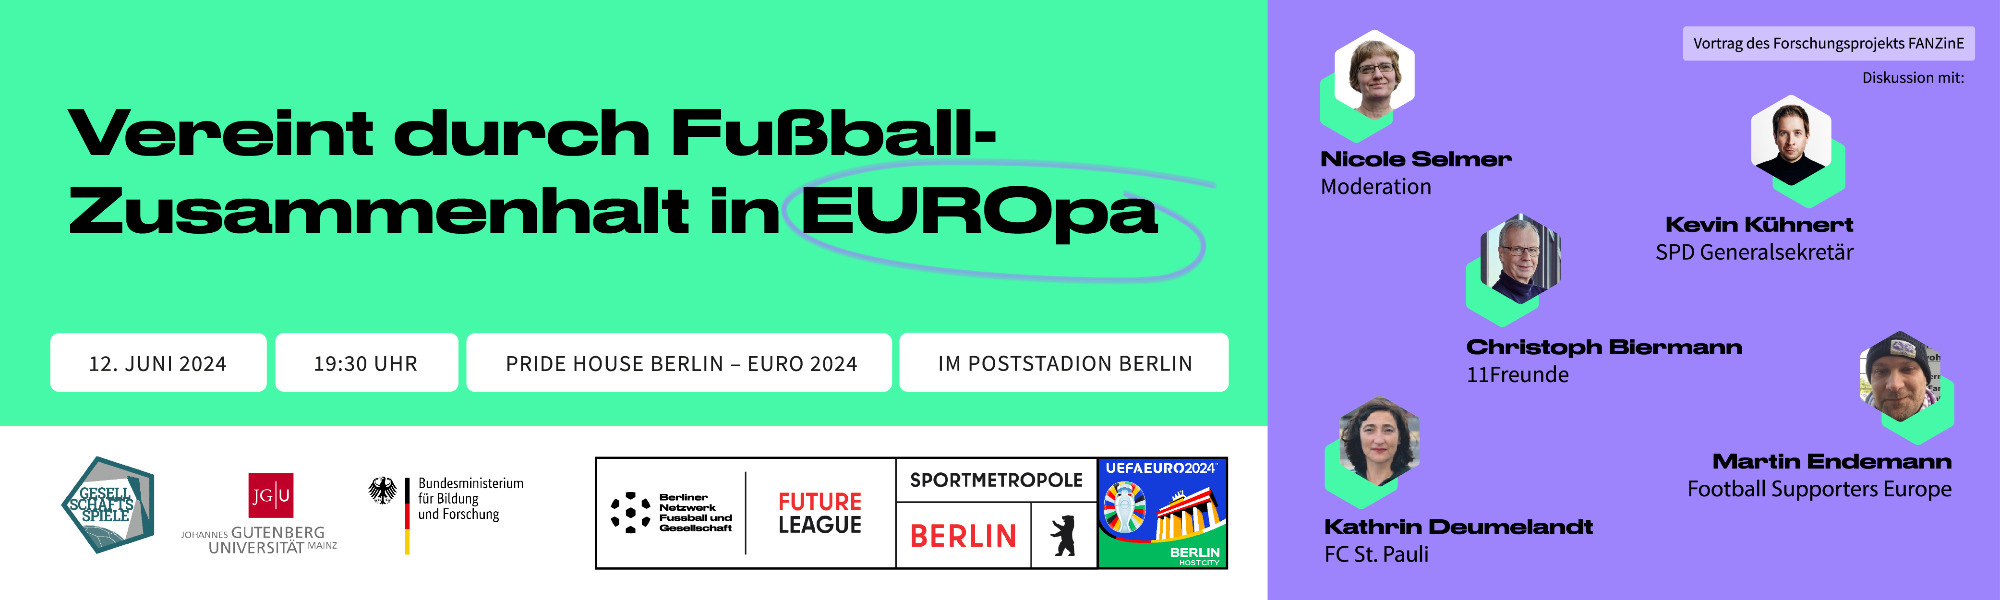 Vereint durch Fußball-
Zusammenhalt in EUROpa
12. JUNI 2024
19:30 UHR
PRIDE HOUSE BERLIN – EURO 2024
IM POSTSTADION BERLIN
GESELL
SCHAFTS
SPIELE
JG|U
JOHANNES GUTENBERG
UNIVERSITÄT MAINZ
Bundesministerium
für Bildung
und Forschung
Berliner
Netzwerk
Fussball und
Gesellschaft
FUTURE
LEAGUE
SPORTMETROPOLE
BERLIN
UEFAEURO2024
BERLIN
HOST CITY
Vortrag des Forschungsprojekts FANZinE
Diskussion mit:
Nicole Selmer
Moderation
Kevin Kühnert
SPD Generalsekretär
Christoph Biermann
11Freunde
Martin Endemann
Football Supporters Europe
Kathrin Deumelandt
FC St. Pauli